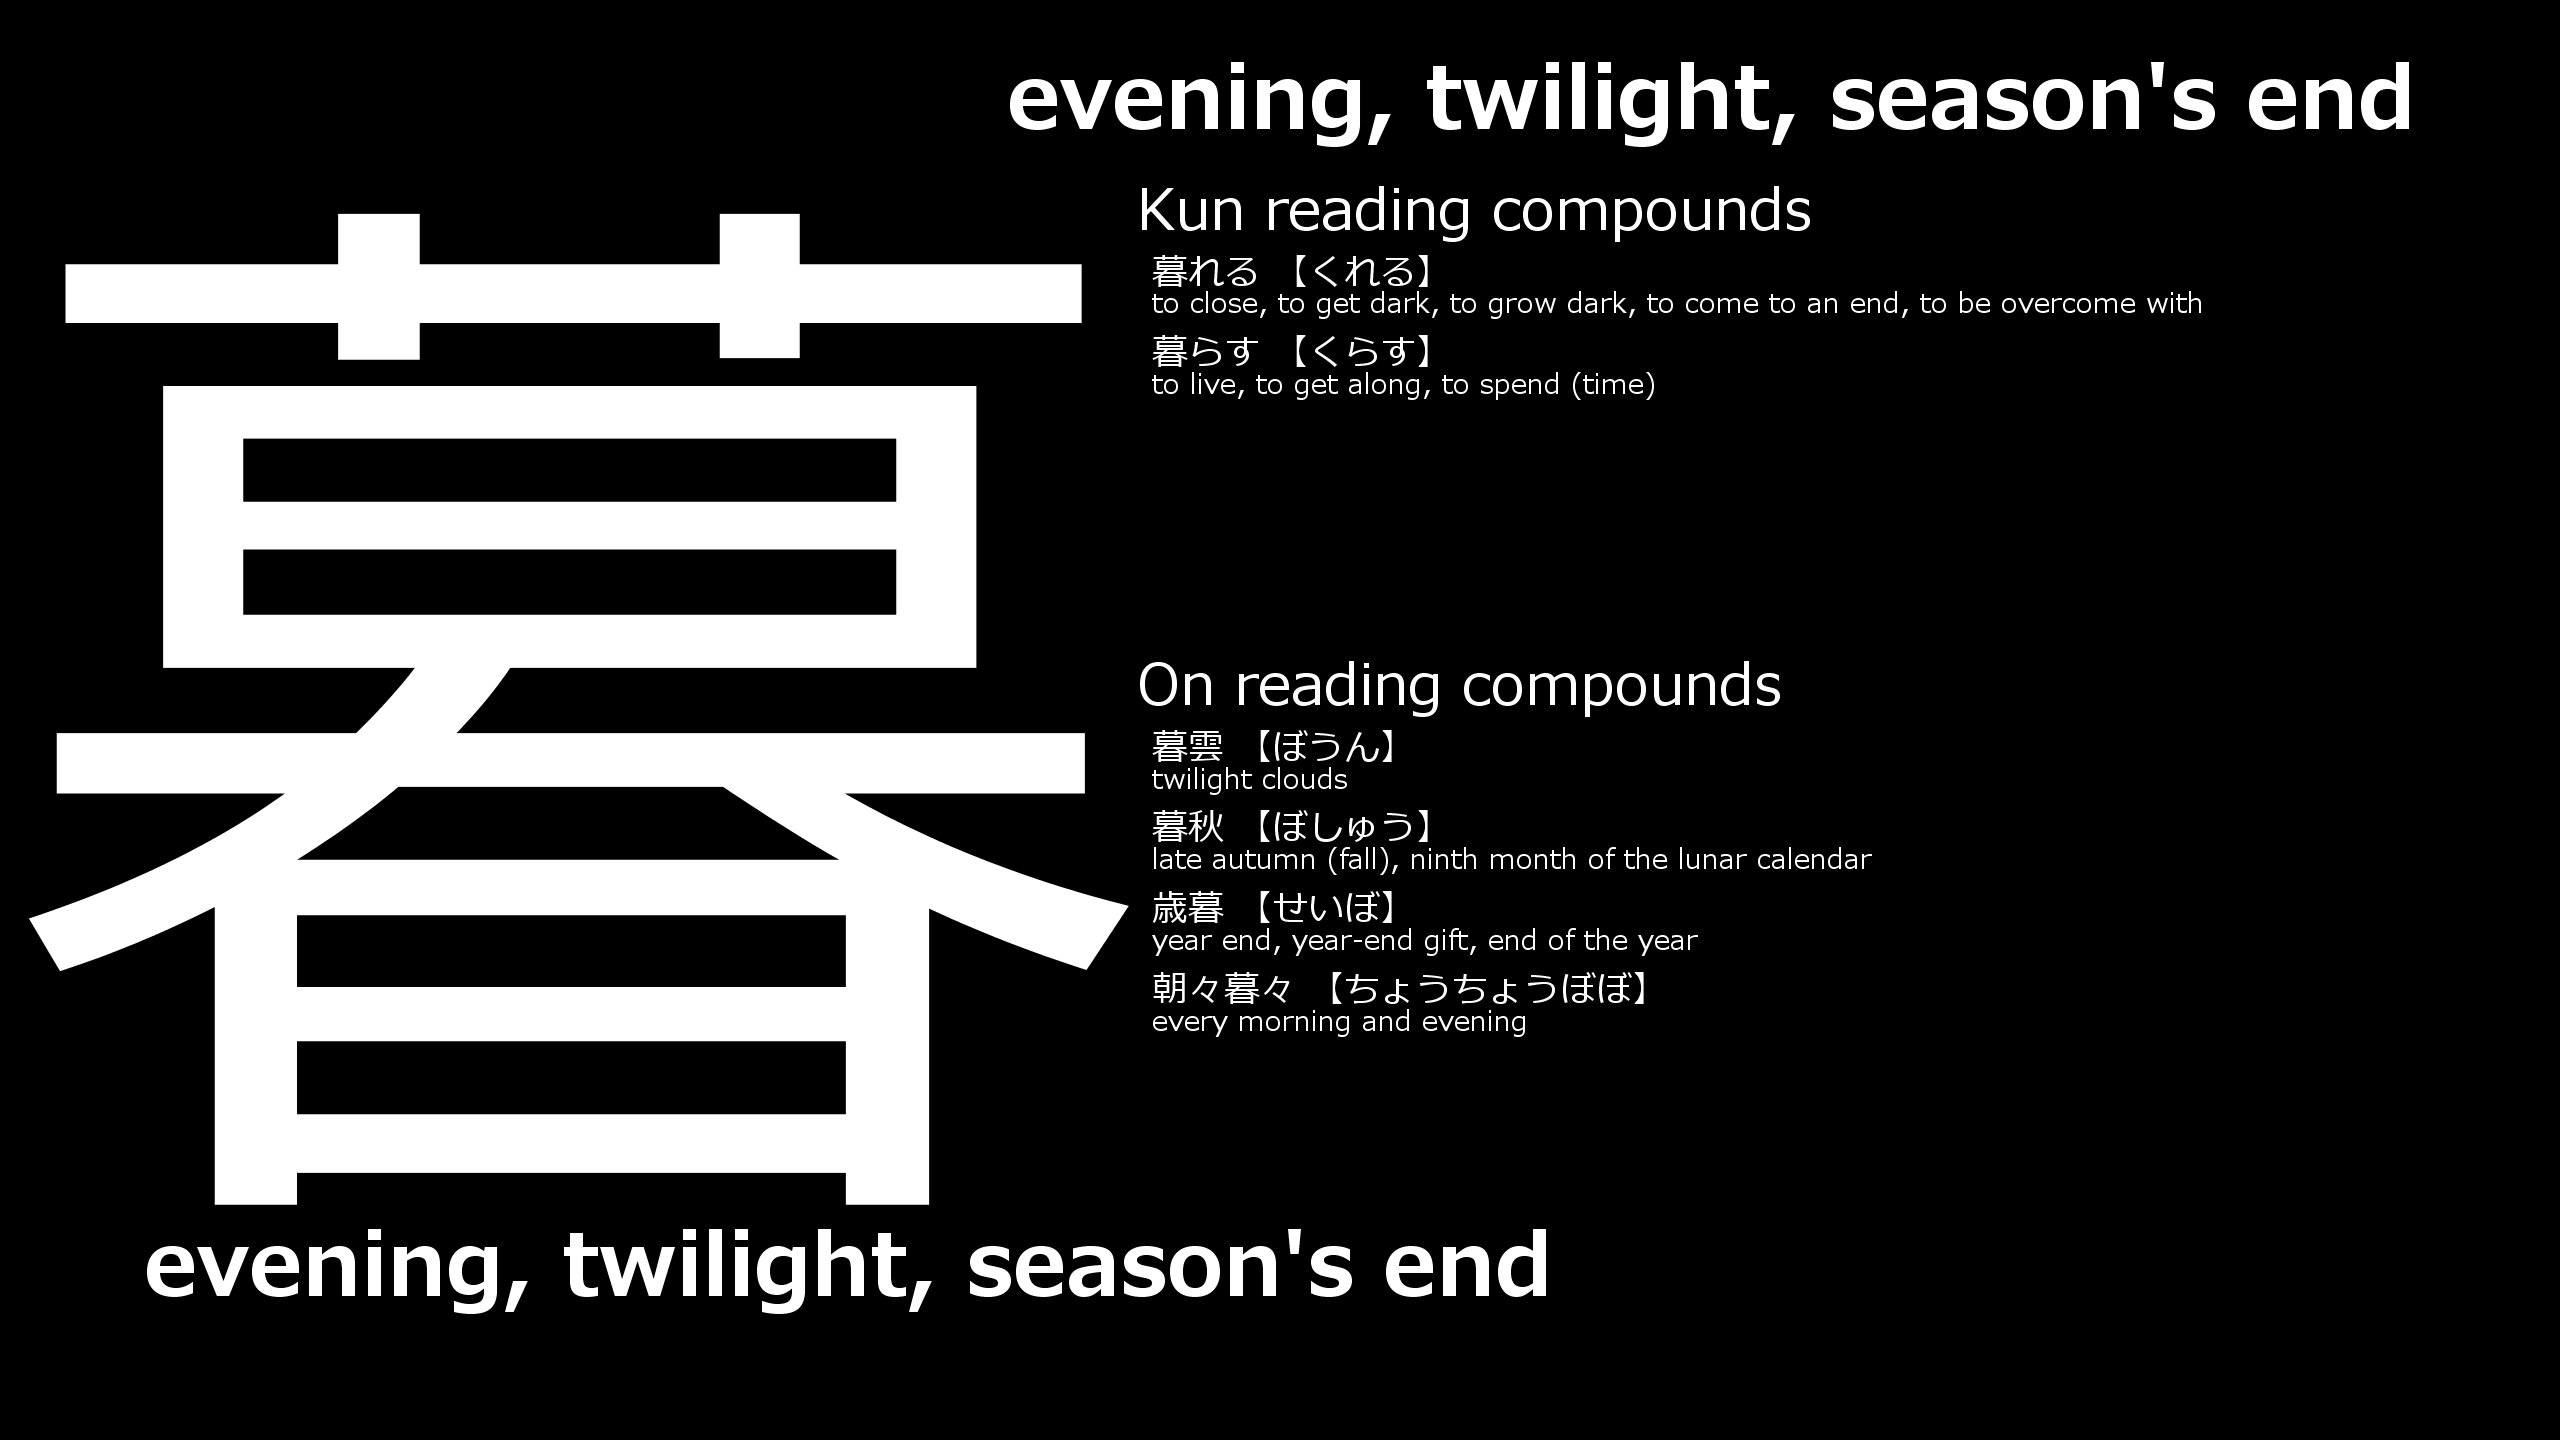 evening, twilight, season's end
暮
Kun reading compounds
暮れる 【くれる】
to close, to get dark, to grow dark, to come to an end, to be overcome with
暮らす 【くらす】
to live, to get along, to spend (time)
On reading compounds
暮雲 【ぼうん】
twilight clouds
暮秋 【ぼしゅう】
late autumn (fall), ninth month of the lunar calendar
歳暮 【せいぼ】
year end, year-end gift, end of the year
朝々暮々 【ちょうちょうぼぼ】
every morning and evening
evening, twilight, season's end